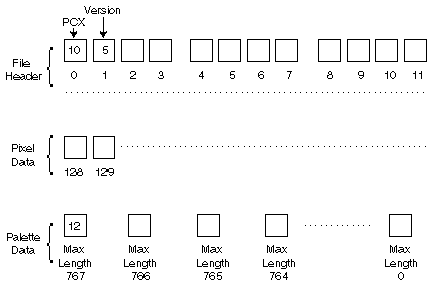 Version
PCX
10 5
File
Header
0 1 2 3 4 5 6 7 8 9 10 11
Pixel
Data
128 129
12
Palette
Data
Max Max Max Max Max
Length Length Length Length Length
767 766 765 764 0